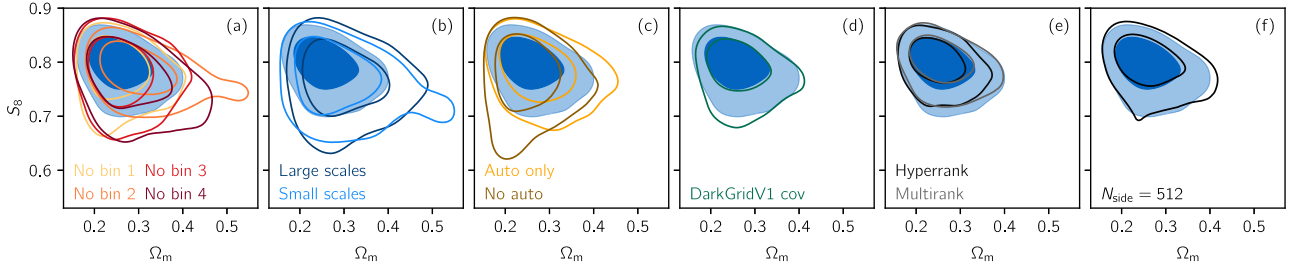 0.9
0.8
0.7
0.6
S8
(a)
No bin 1 No bin 3
No bin 2 No bin 4
0.2 0.3 0.4 0.5
Ωm
(b)
Large scales
Small scales
0.2 0.3 0.4 0.5
Ωm
(c)
Auto only
No auto
0.2 0.3 0.4 0.5
Ωm
(d)
DarkGridV1 cov
0.2 0.3 0.4 0.5
Ωm
(e)
Hyperrank
Multirank
0.2 0.3 0.4 0.5
Ωm
(f)
Nside = 512
0.2 0.3 0.4 0.5
Ωm